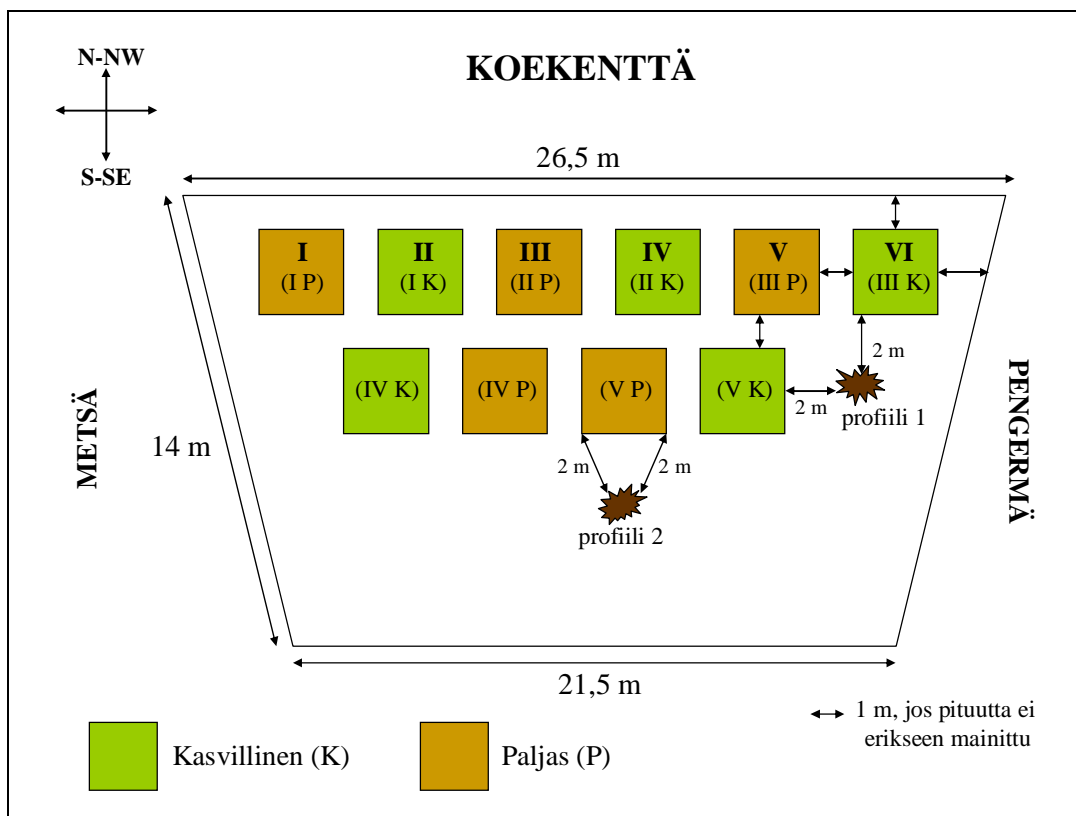 N-NW
S-SE
KOEKENTTÄ
26,5 m
I
(I P)
II
(I K)
III
(II P)
IV
(II K)
V
(III P)
VI
(III K)
2 m
(IV K)
(IV P)
(V P)
(V K)
2 m
profiili 1
2 m
2 m
profiili 2
METSÄ
14 m
PENGERMÄ
21,5 m
1 m, jos pituutta ei
erikseen mainittu
Kasvillinen (K)
Paljas (P)